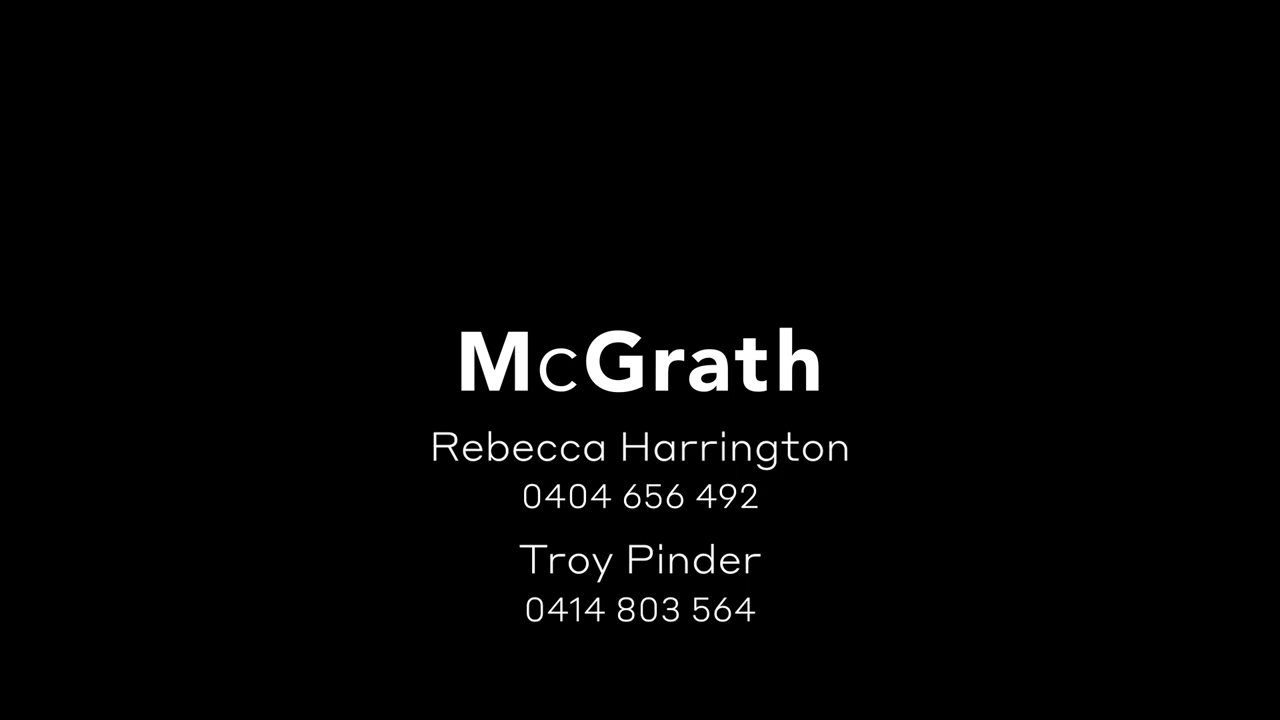 McGrath
Rebecca Harrington
0404 656 492
Troy Pinder
0414 803 564